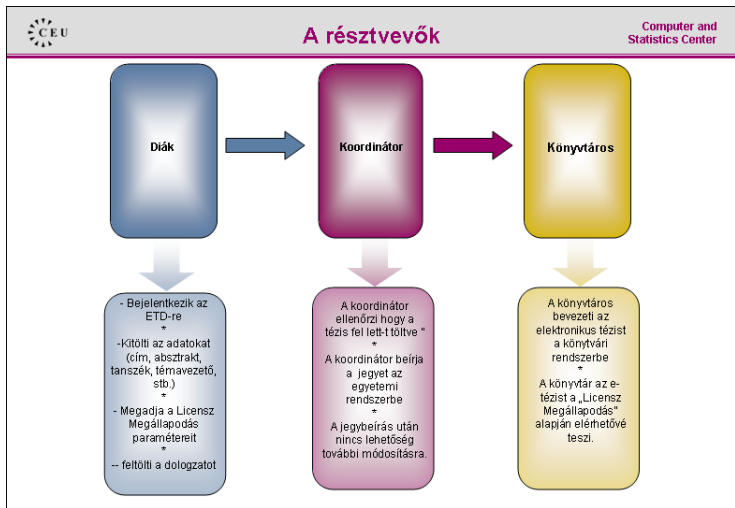 CEU
A résztvevők
Computer and
Statistics Center
Diák
Koordinátor
Könyvtáros
- Bejelentkezik az
ETD-re
*
-Kitölti az adatokat
(cím, absztrakt,
tanszék, témavezető,
stb.)
*
- Megadja a Licensz
Megállapodás
paramétereit
*
-- feltölti a dologzatot
A koordinátor
ellenőrzi hogy a
tézis fel lett-t töltve "
*
A koordinátor beírja
a jegyet az
egyetemi
rendszerbe
*
A jegybeírás után
nincs lehetőség
további módosításra.
A könyvtáros
bevezeti az
elektronikus tézist
a könytvári
rendszerbe
*
A könyvtár az e-
tézist a „Licensz
Megállapodás”
alapján elérhetővé
teszi.